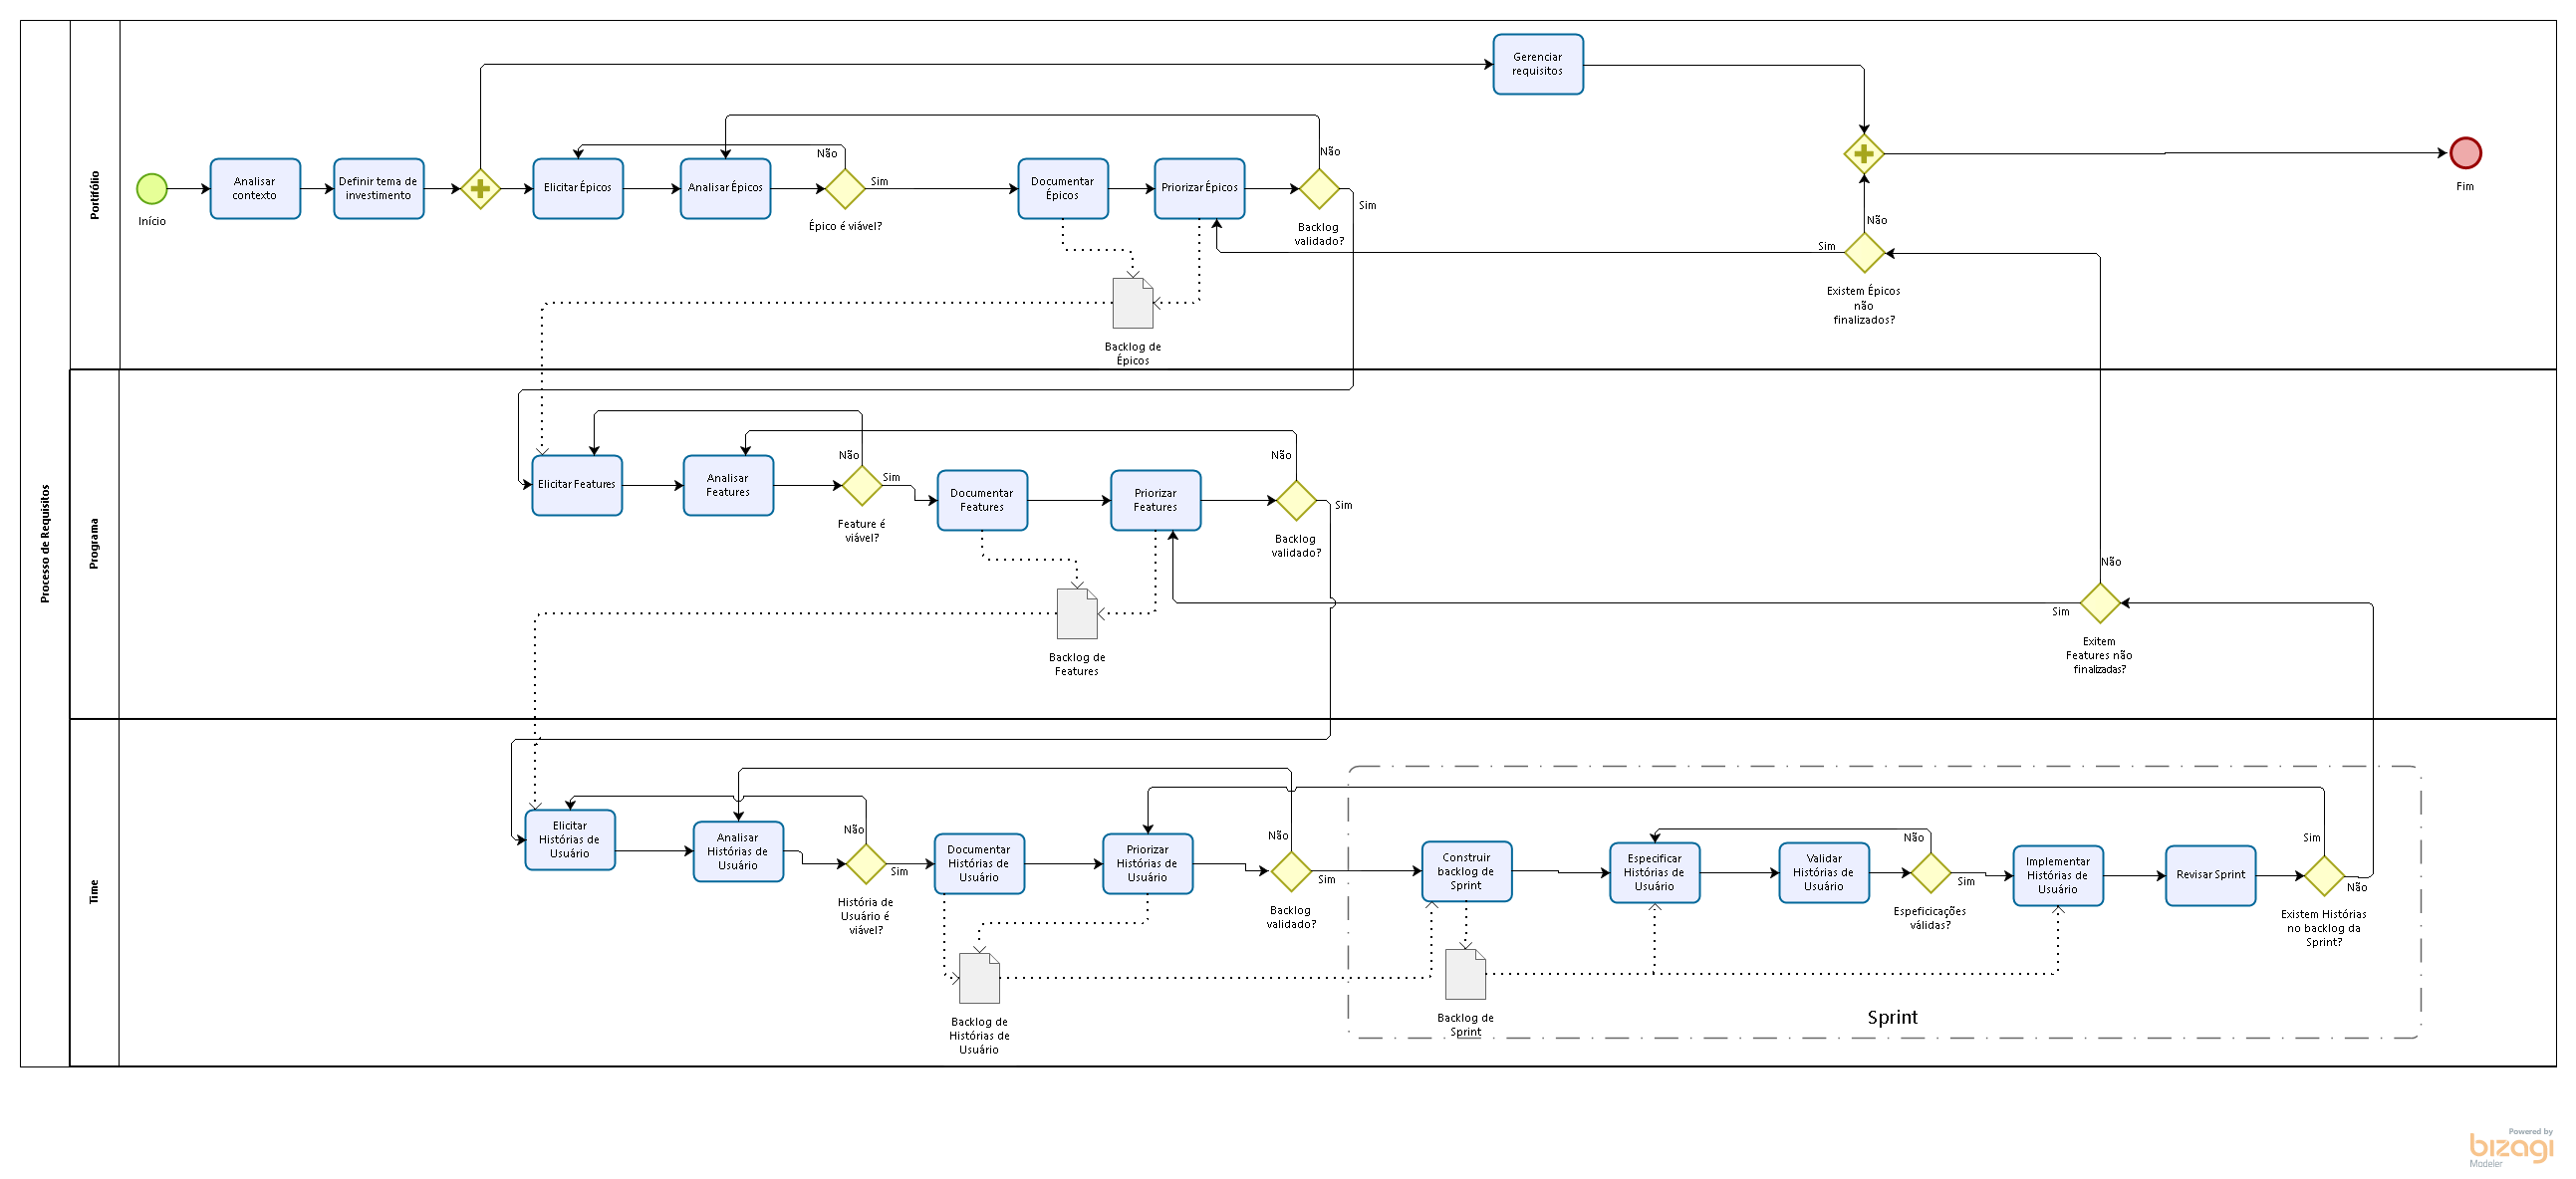 Processo de Requisitos
Portifólio
Gerenciar
requisitos
Início
Analisar
contexto
Definir tema de
investimento
Elicitar Épicos
Analisar Épicos
Não
Sim
Épico é viável?
Documentar
Épicos
Priorizar Épicos
Não
Sim
Backlog
validado?
Backlog de
Épicos
Não
Sim
Existem Épicos
não
finalizados?
Fim
Programa
Elicitar Features
Analisar
Features
Não
Sim
Feature é
viável?
Documentar
Features
Priorizar
Features
Não
Sim
Backlog
validado?
Backlog de
Features
Não
Sim
Exitem
Features não
finalizadas?
Time
Elicitar
Histórias de
Usuário
Analisar
Histórias de
Usuário
Não
Sim
História de
Usuário é
viável?
Documentar
Histórias de
Usuário
Priorizar
Histórias de
Usuário
Não
Sim
Backlog
validado?
Backlog de
Histórias de
Usuário
Construir
backlog de
Sprint
Backlog de
Sprint
Especificar
Histórias de
Usuário
Validar
Histórias de
Usuário
Não
Sim
Espeficicações
válidas?
Implementar
Histórias de
Usuário
Revisar Sprint
Sim
Não
Existem Histórias
no backlog da
Sprint?
Sprint
Powered by
bizagi
Modeler